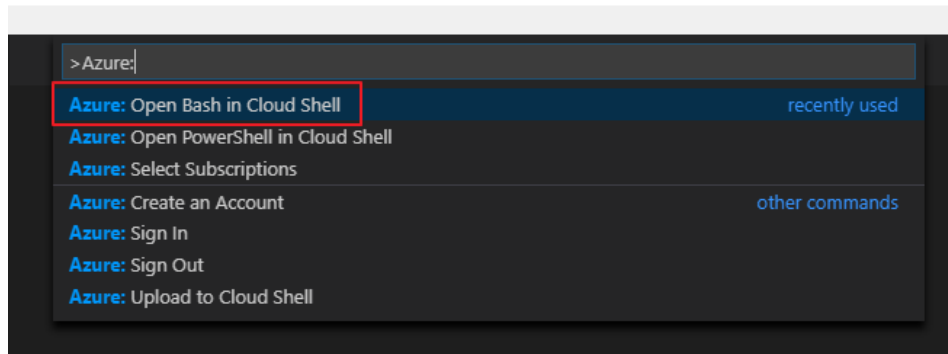 >Azure:
Azure: Open Bash in Cloud Shell recently used
Azure: Open PowerShell in Cloud Shell
Azure: Select Subscriptions
Azure: Create an Account other commands
Azure: Sign In
Azure: Sign Out
Azure: Upload to Cloud Shell